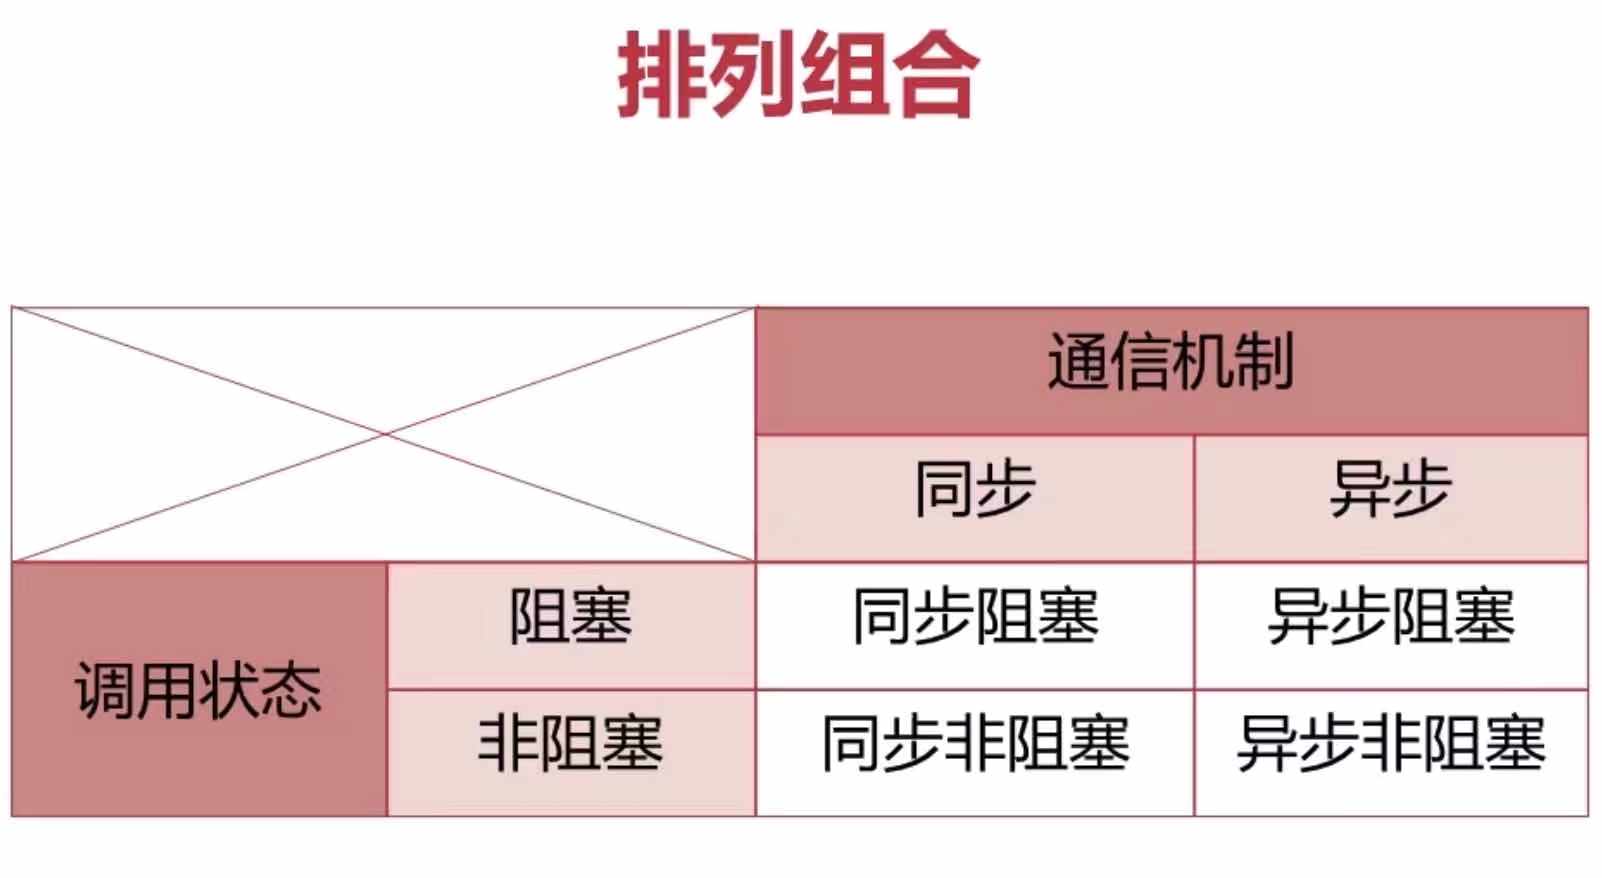 排列组合
通信机制
同步 异步
调用状态
阻塞 同步阻塞 异步阻塞
非阻塞 同步非阻塞 异步非阻塞